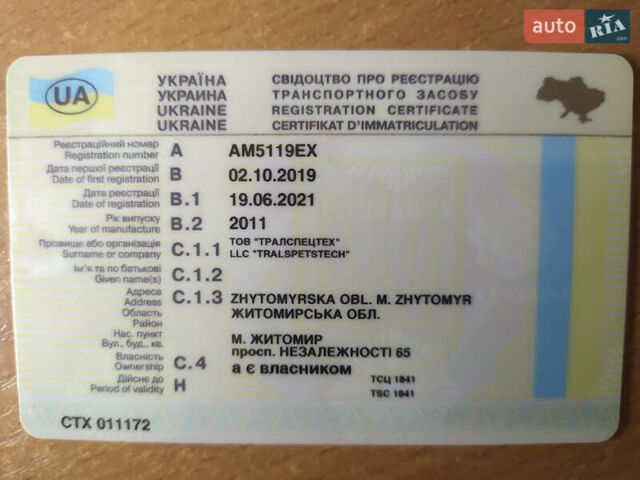 auto RIA.com
UA
УКРАЇНА СВІДОЦТВО ПРО РЕЄСТРАЦІЮ
УКРАИНА ТРАНСПОРТНОГО ЗАСОБУ
UKRAINE REGISTRATION CERTIFICATE
UKRAINE CERTIFIKAT D'IMMATRICULATION
Реєстраційний номер
Registration number A AM5119EX
Дата першої реєстрації
Date of first registration B 02.10.2019
Дата реєстрації
Date of registration B.1 19.06.2021
Рік випуску
Year of manufacture B.2 2011
Прізвище або організація ТОВ "ТРАЛСПЕЦТЕХ"
Surname or company C.1.1 LLC "TRALSPETSTECH"
Ім'я та по батькові
Given name(s) C.1.2
Адреса
Address C.1.3 ZHYTOMYRSKA OBL. M. ZHYTOMYR
Область ЖИТОМИРСЬКА ОБЛ.
Район
Нас. пункт М. ЖИТОМИР
Вул., буд., кв. просп. НЕЗАЛЕЖНОСТІ 65
Власність
Ownership C.4 а є власником
Дійсне до ТСЦ 1841
Period of validity H TSC 1841
СТХ 011172